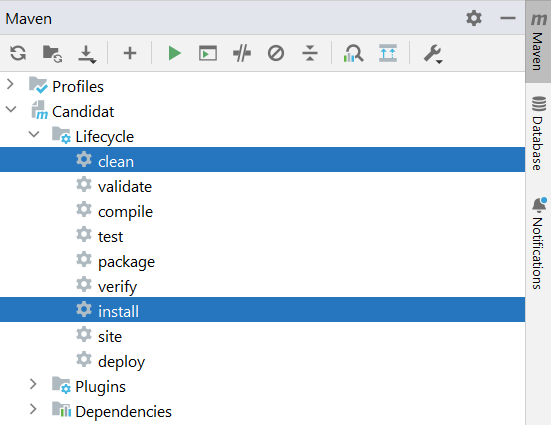 Maven
Profiles
Candidat
Lifecycle
clean
validate
compile
test
package
verify
install
site
deploy
Plugins
Dependencies
m
Maven
Database
Notifications